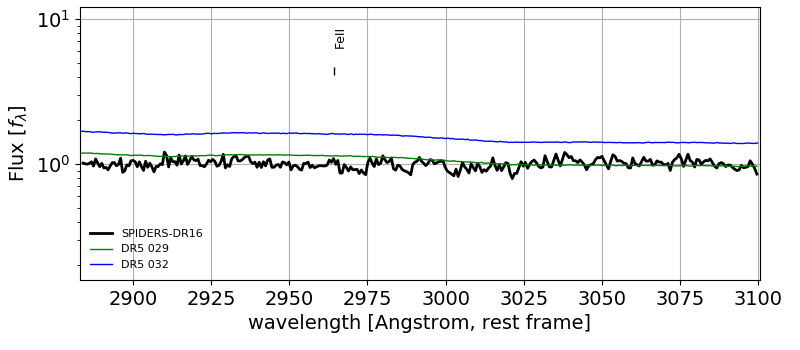 10¹
FeII
Flux [fλ]
10⁰
SPIDERS-DR16
DR5 029
DR5 032
2900 2925 2950 2975 3000 3025 3050 3075 3100
wavelength [Angstrom, rest frame]